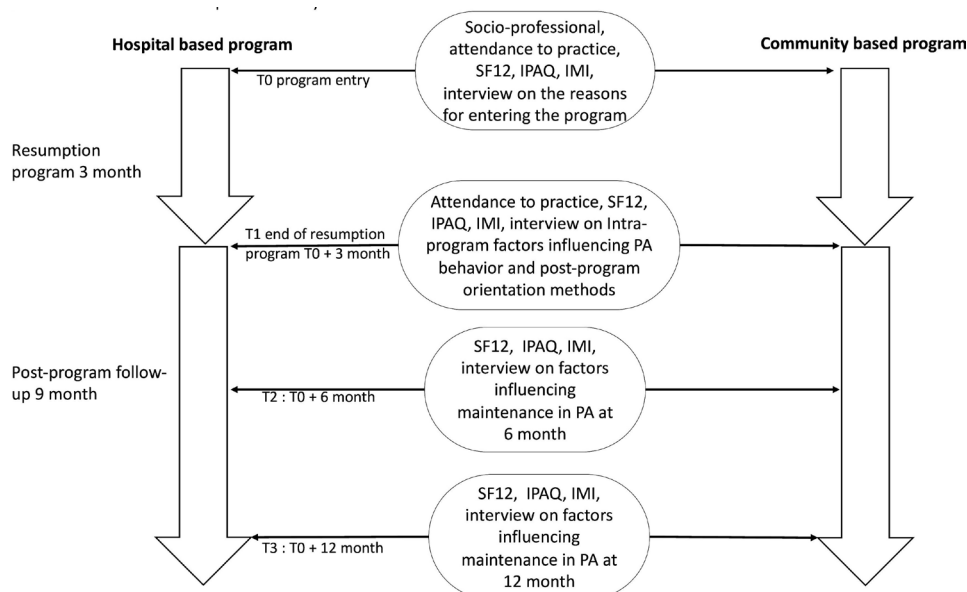 Hospital based program
Socio-professional,
attendance to practice,
SF12, IPAQ, IMI,
interview on the reasons
for entering the program
Community based program
T0 program entry
Resumption
program 3 month
Attendance to practice, SF12,
IPAQ, IMI, interview on Intra-
program factors influencing PA
behavior and post-program
orientation methods
T1 end of resumption
program T0 + 3 month
Post-program follow-
up 9 month
SF12, IPAQ, IMI,
interview on factors
influencing
maintenance in PA at
6 month
T2 : T0 + 6 month
SF12, IPAQ, IMI,
interview on factors
influencing
maintenance in PA at
12 month
T3 : T0 + 12 month